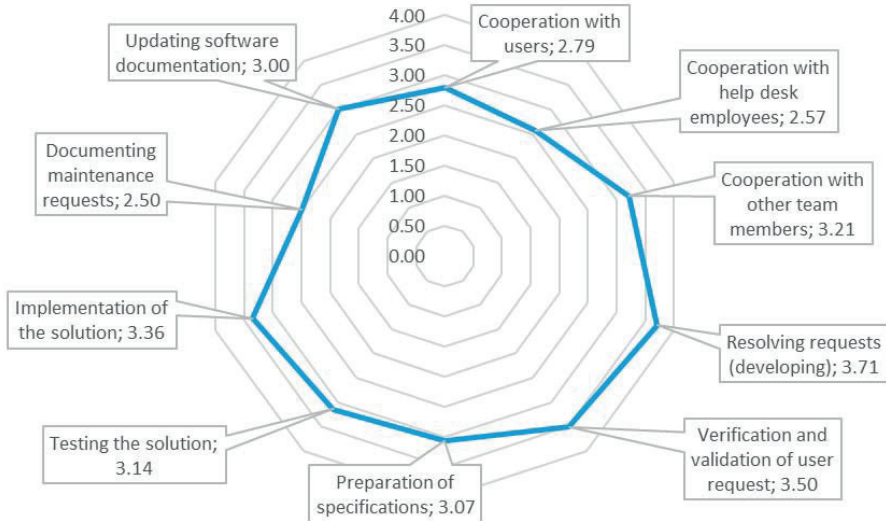 4.00
3.50
3.00
2.50
2.00
1.50
1.00
0.50
0.00
Cooperation with
users; 2.79
Cooperation with
help desk
employees; 2.57
Cooperation with
other team
members; 3.21
Resolving requests
(developing); 3.71
Verification and
validation of user
request; 3.50
Preparation of
specifications; 3.07
Testing the solution;
3.14
Implementation of
the solution; 3.36
Documenting
maintenance
requests; 2.50
Updating software
documentation; 3.00